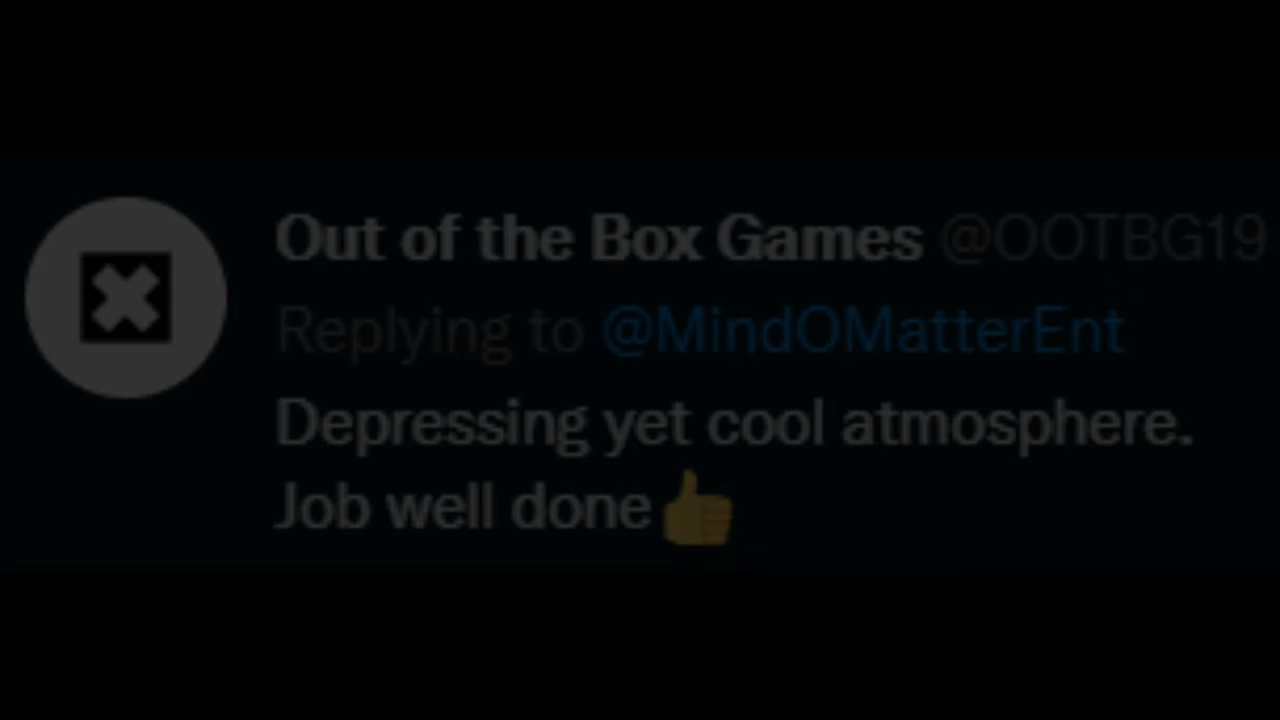 Out of the Box Games @OOTBG19
Replying to @MindOMatterEnt
Depressing yet cool atmosphere.
Job well done👍